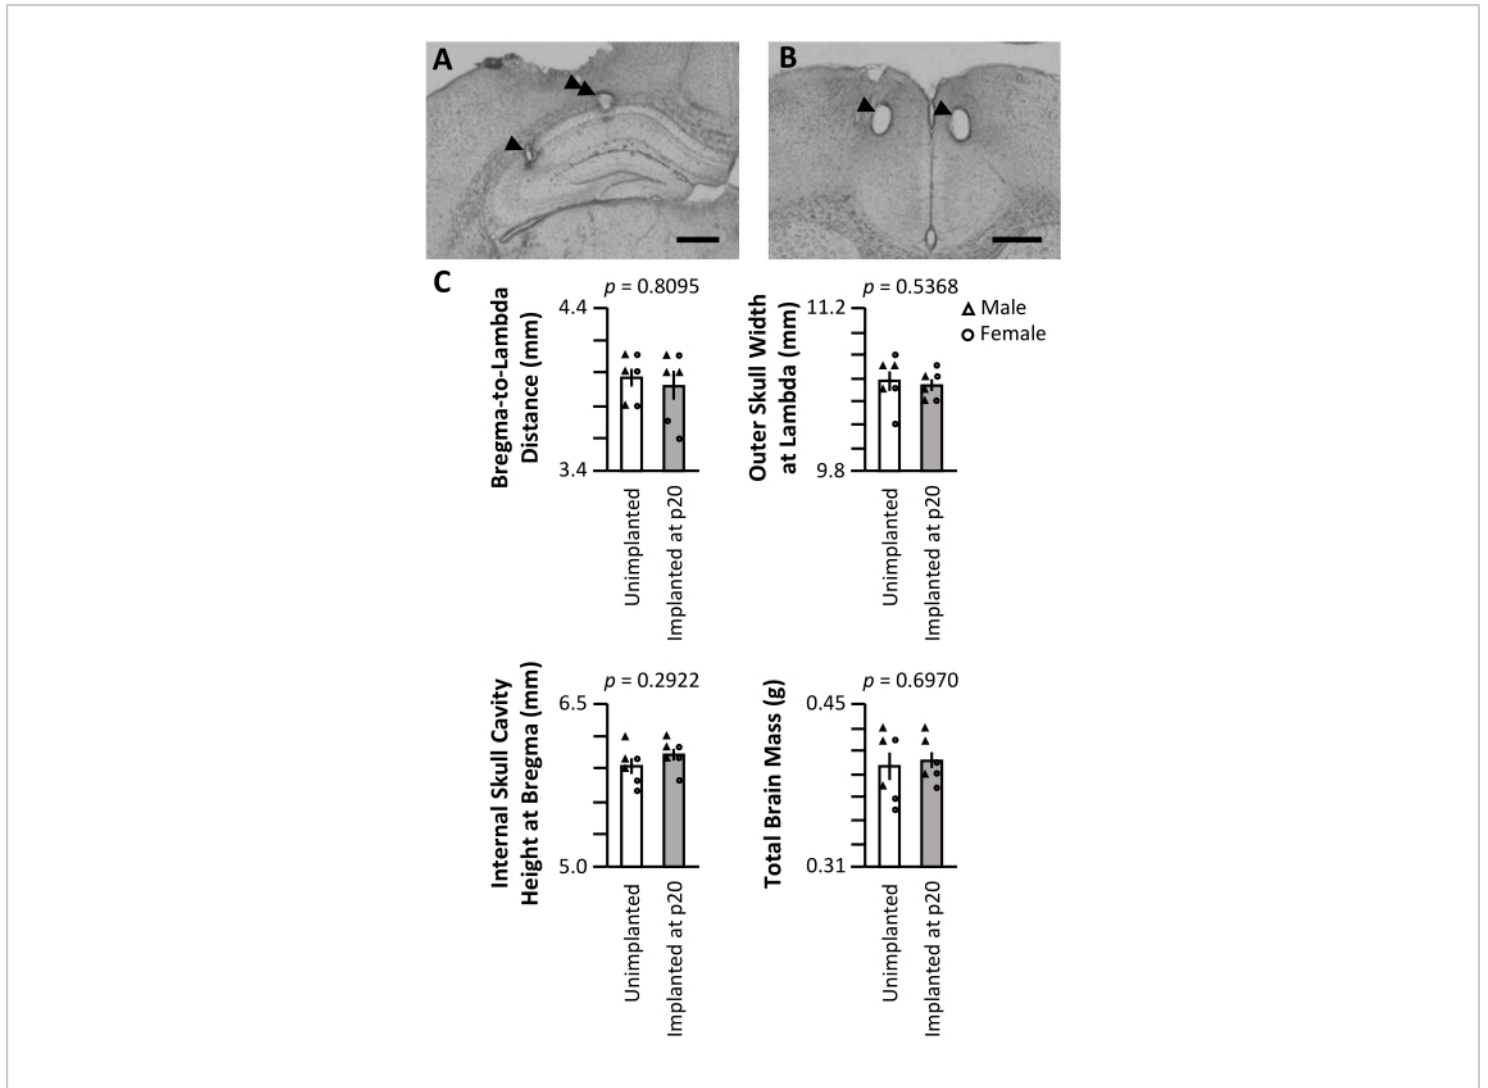 A
B
C
p = 0.8095
Bregma-to-Lambda
Distance (mm)
4.4
3.4
Unimplanted
Implanted at p20
p = 0.5368
Outer Skull Width
at Lambda (mm)
11.2
9.8
Male
Female
Unimplanted
Implanted at p20
p = 0.2922
Internal Skull Cavity
Height at Bregma (mm)
6.5
5.0
Unimplanted
Implanted at p20
p = 0.6970
Total Brain Mass (g)
0.45
0.31
Unimplanted
Implanted at p20